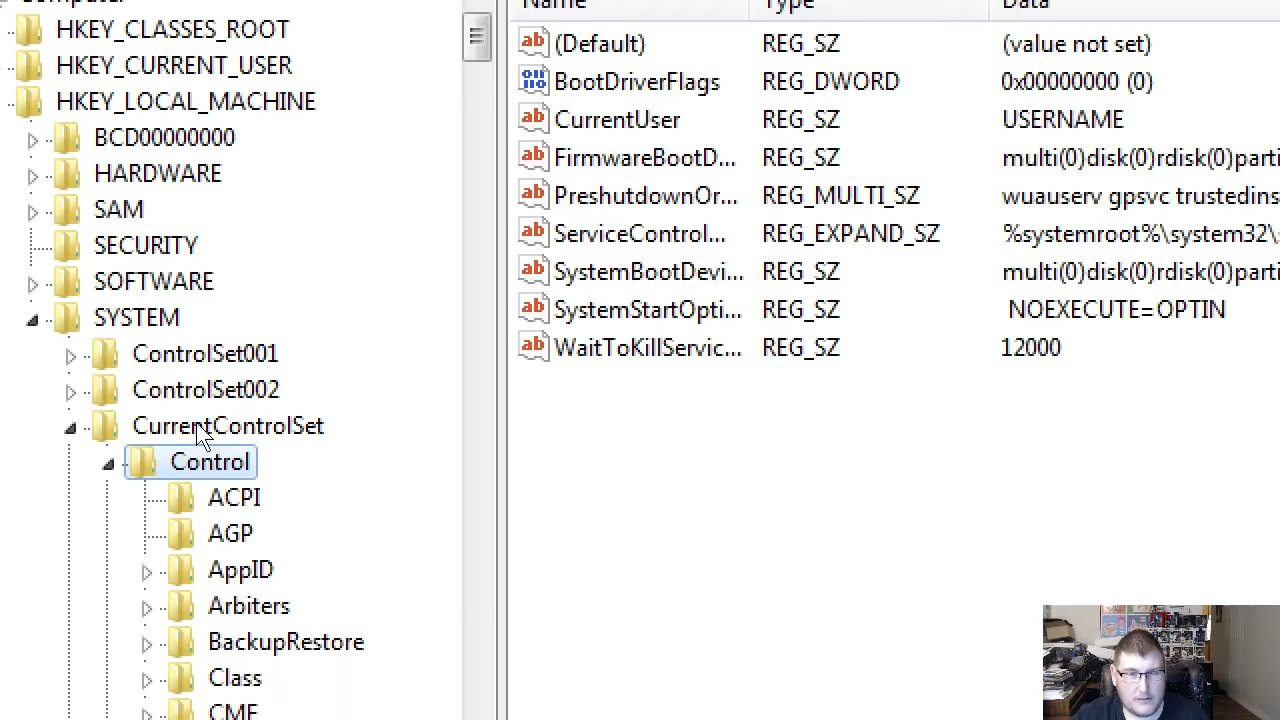 HKEY_CLASSES_ROOT
HKEY_CURRENT_USER
HKEY_LOCAL_MACHINE
BCD00000000
HARDWARE
SAM
SECURITY
SOFTWARE
SYSTEM
ControlSet001
ControlSet002
CurrentControlSet
Control
ACPI
AGP
AppID
Arbiters
BackupRestore
Class
CMF
Name Type Data
(Default) REG_SZ (value not set)
BootDriverFlags REG_DWORD 0x00000000 (0)
CurrentUser REG_SZ USERNAME
FirmwareBootD... REG_SZ multi(0)disk(0)rdisk(0)parti
PreshutdownOr... REG_MULTI_SZ wuauserv gpsvc trustedins
ServiceControl... REG_EXPAND_SZ %systemroot%\system32\
SystemBootDevi... REG_SZ multi(0)disk(0)rdisk(0)parti
SystemStartOpti... REG_SZ NOEXECUTE=OPTIN
WaitToKillServic... REG_SZ 12000